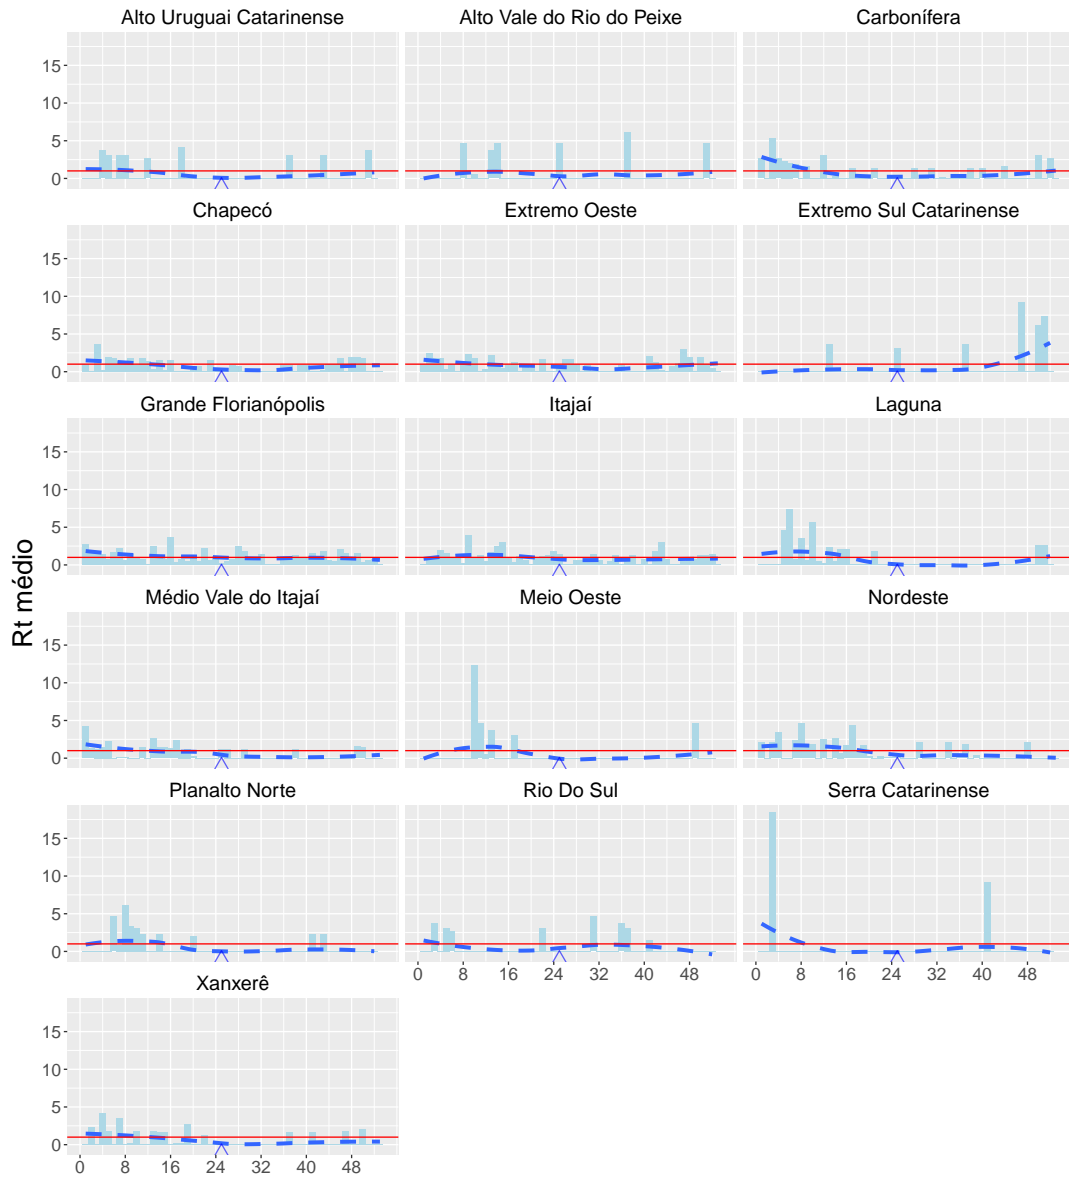 Alto Uruguai Catarinense Alto Vale do Rio do Peixe Carbonífera
15
10
5
0
Chapecó Extremo Oeste Extremo Sul Catarinense
15
10
5
0
Grande Florianópolis Itajaí Laguna
15
10
5
0
Rt médio
Médio Vale do Itajaí Meio Oeste Nordeste
15
10
5
0
Planalto Norte Rio Do Sul Serra Catarinense
15
10
5
0
0 8 16 24 32 40 48 0 8 16 24 32 40 48
Xanxerê
15
10
5
0
0 8 16 24 32 40 48